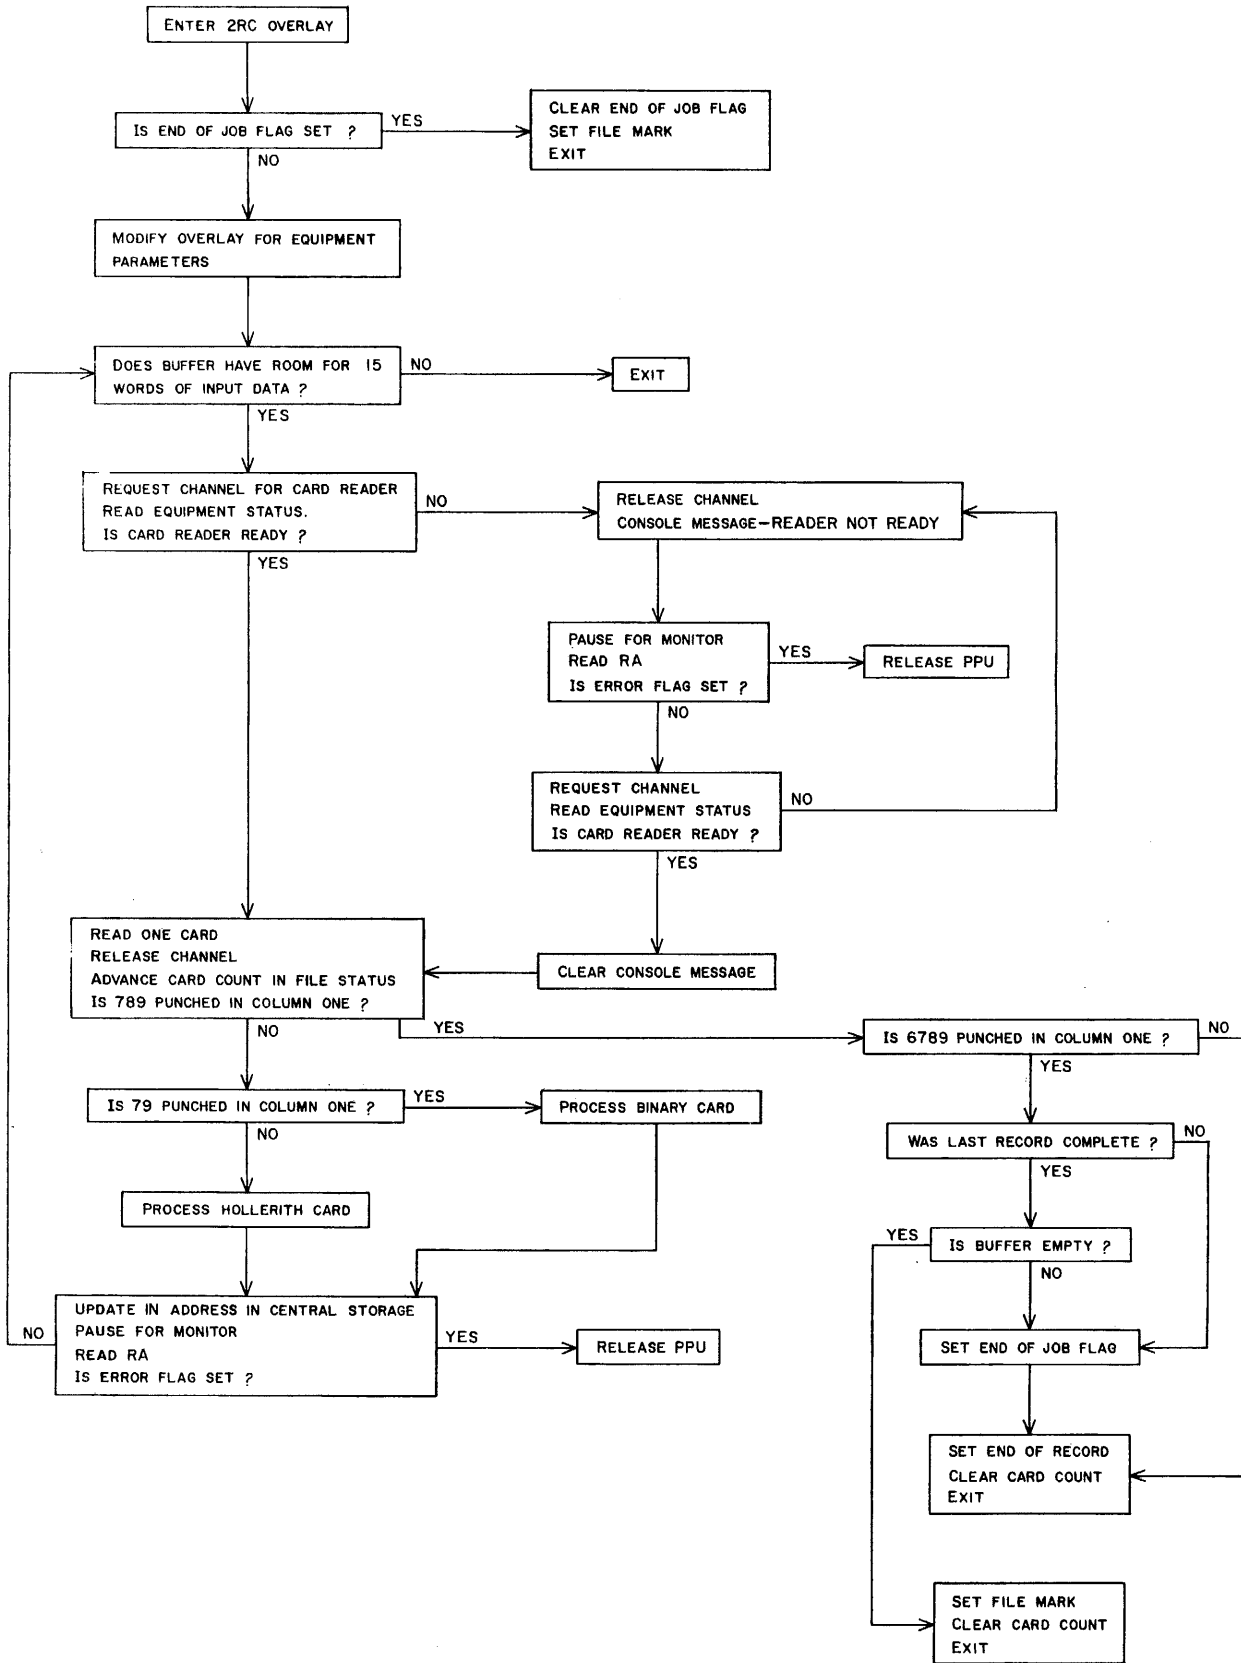 ENTER 2RC OVERLAY
IS END OF JOB FLAG SET ?
YES
CLEAR END OF JOB FLAG
SET FILE MARK
EXIT
NO
MODIFY OVERLAY FOR EQUIPMENT
PARAMETERS
DOES BUFFER HAVE ROOM FOR 15
WORDS OF INPUT DATA ?
NO
EXIT
YES
REQUEST CHANNEL FOR CARD READER
READ EQUIPMENT STATUS.
IS CARD READER READY ?
NO
RELEASE CHANNEL
CONSOLE MESSAGE-READER NOT READY
YES
PAUSE FOR MONITOR
READ RA
IS ERROR FLAG SET ?
YES
RELEASE PPU
NO
REQUEST CHANNEL
READ EQUIPMENT STATUS
IS CARD READER READY ?
NO
YES
CLEAR CONSOLE MESSAGE
READ ONE CARD
RELEASE CHANNEL
ADVANCE CARD COUNT IN FILE STATUS
IS 789 PUNCHED IN COLUMN ONE ?
NO
YES
IS 6789 PUNCHED IN COLUMN ONE ?
NO
YES
IS 79 PUNCHED IN COLUMN ONE ?
YES
PROCESS BINARY CARD
NO
WAS LAST RECORD COMPLETE ?
NO
YES
PROCESS HOLLERITH CARD
YES
IS BUFFER EMPTY ?
NO
UPDATE IN ADDRESS IN CENTRAL STORAGE
PAUSE FOR MONITOR
READ RA
IS ERROR FLAG SET ?
NO
YES
RELEASE PPU
SET END OF JOB FLAG
SET END OF RECORD
CLEAR CARD COUNT
EXIT
SET FILE MARK
CLEAR CARD COUNT
EXIT